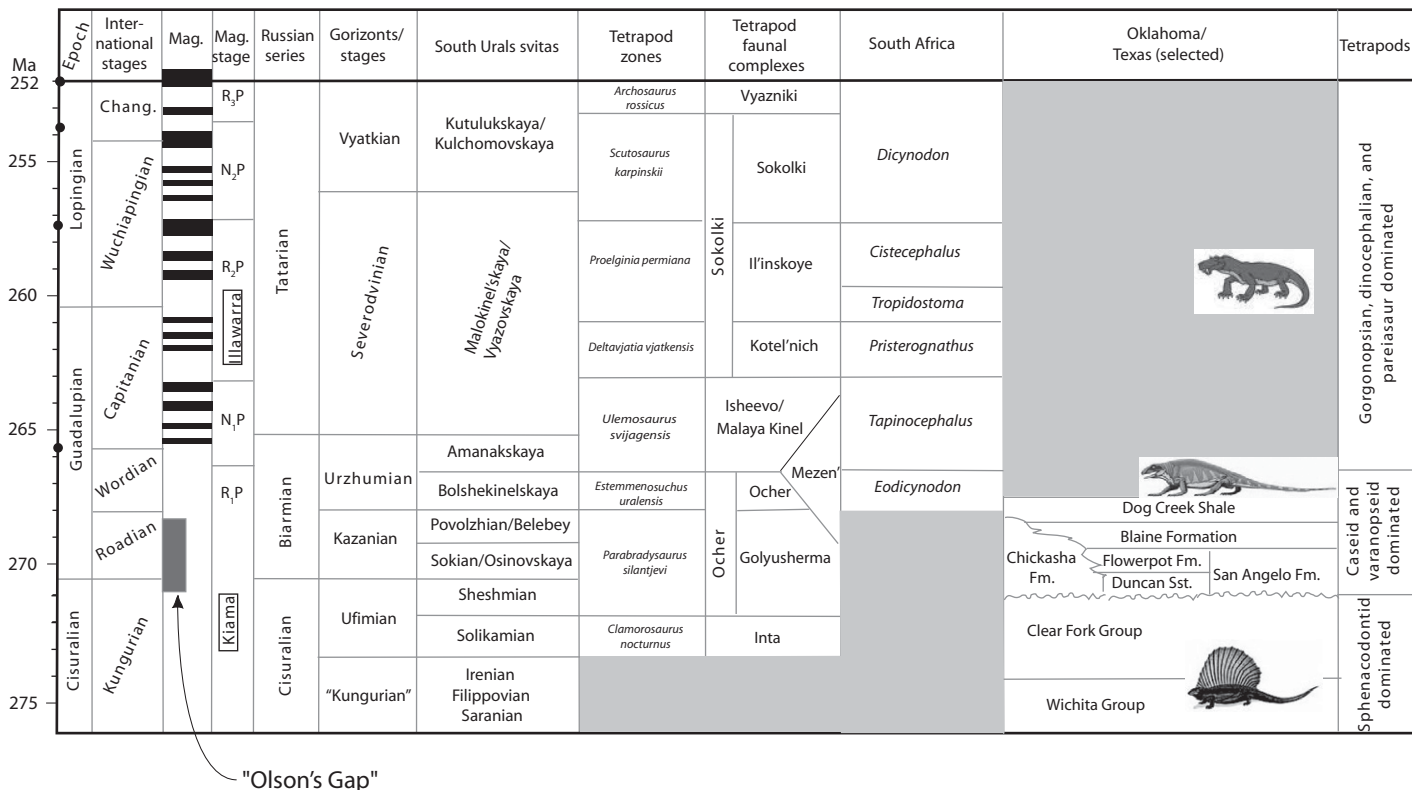 Ma
Epoch
Inter-
national
stages
Mag.
Mag.
stage
Russian
series
Gorizonts/
stages
South Urals svitas
Tetrapod
zones
Tetrapod
faunal
complexes
South Africa
Oklahoma/
Texas (selected)
Tetrapods
252
255
260
265
270
275
Lopingian
Guadalupian
Cisuralian
Chang.
Wuchiapingian
Capitanian
Wordian
Roadian
Kungurian
R₃P
N₂P
R₂P
Illawarra
N₁P
R₁P
Kiama
Tatarian
Biarmian
Cisuralian
Vyatkian
Severodvinian
Urzhumian
Kazanian
Ufimian
"Kungurian"
Kutulukskaya/
Kulchomovskaya
Malokinel'skaya/
Vyazovskaya
Amanakskaya
Bolshekinelskaya
Povolzhian/Belebey
Sokian/Osinovskaya
Sheshmian
Solikamian
Irenian
Filippovian
Saranian
Archosaurus
rossicus
Scutosaurus
karpinskii
Proelginia permiana
Deltavjatia vjatkensis
Ulemosaurus
svijagensis
Estemmenosuchus
uralensis
Parabradysaurus
silantjevi
Clamorosaurus
nocturnus
Vyazniki
Sokolki
Sokolki
Il'inskoye
Kotel'nich
Isheevo/
Malaya Kinel
Mezen'
Ocher
Ocher
Golyusherma
Inta
Dicynodon
Cistecephalus
Tropidostoma
Pristerognathus
Tapinocephalus
Eodicynodon
Dog Creek Shale
Blaine Formation
Chickasha
Fm.
Flowerpot Fm.
Duncan Sst.
San Angelo Fm.
Clear Fork Group
Wichita Group
Gorgonopsian, dinocephalian, and
pareiasaur dominated
Caseid and
varanopseid
dominated
Sphenacodontid
dominated
"Olson's Gap"